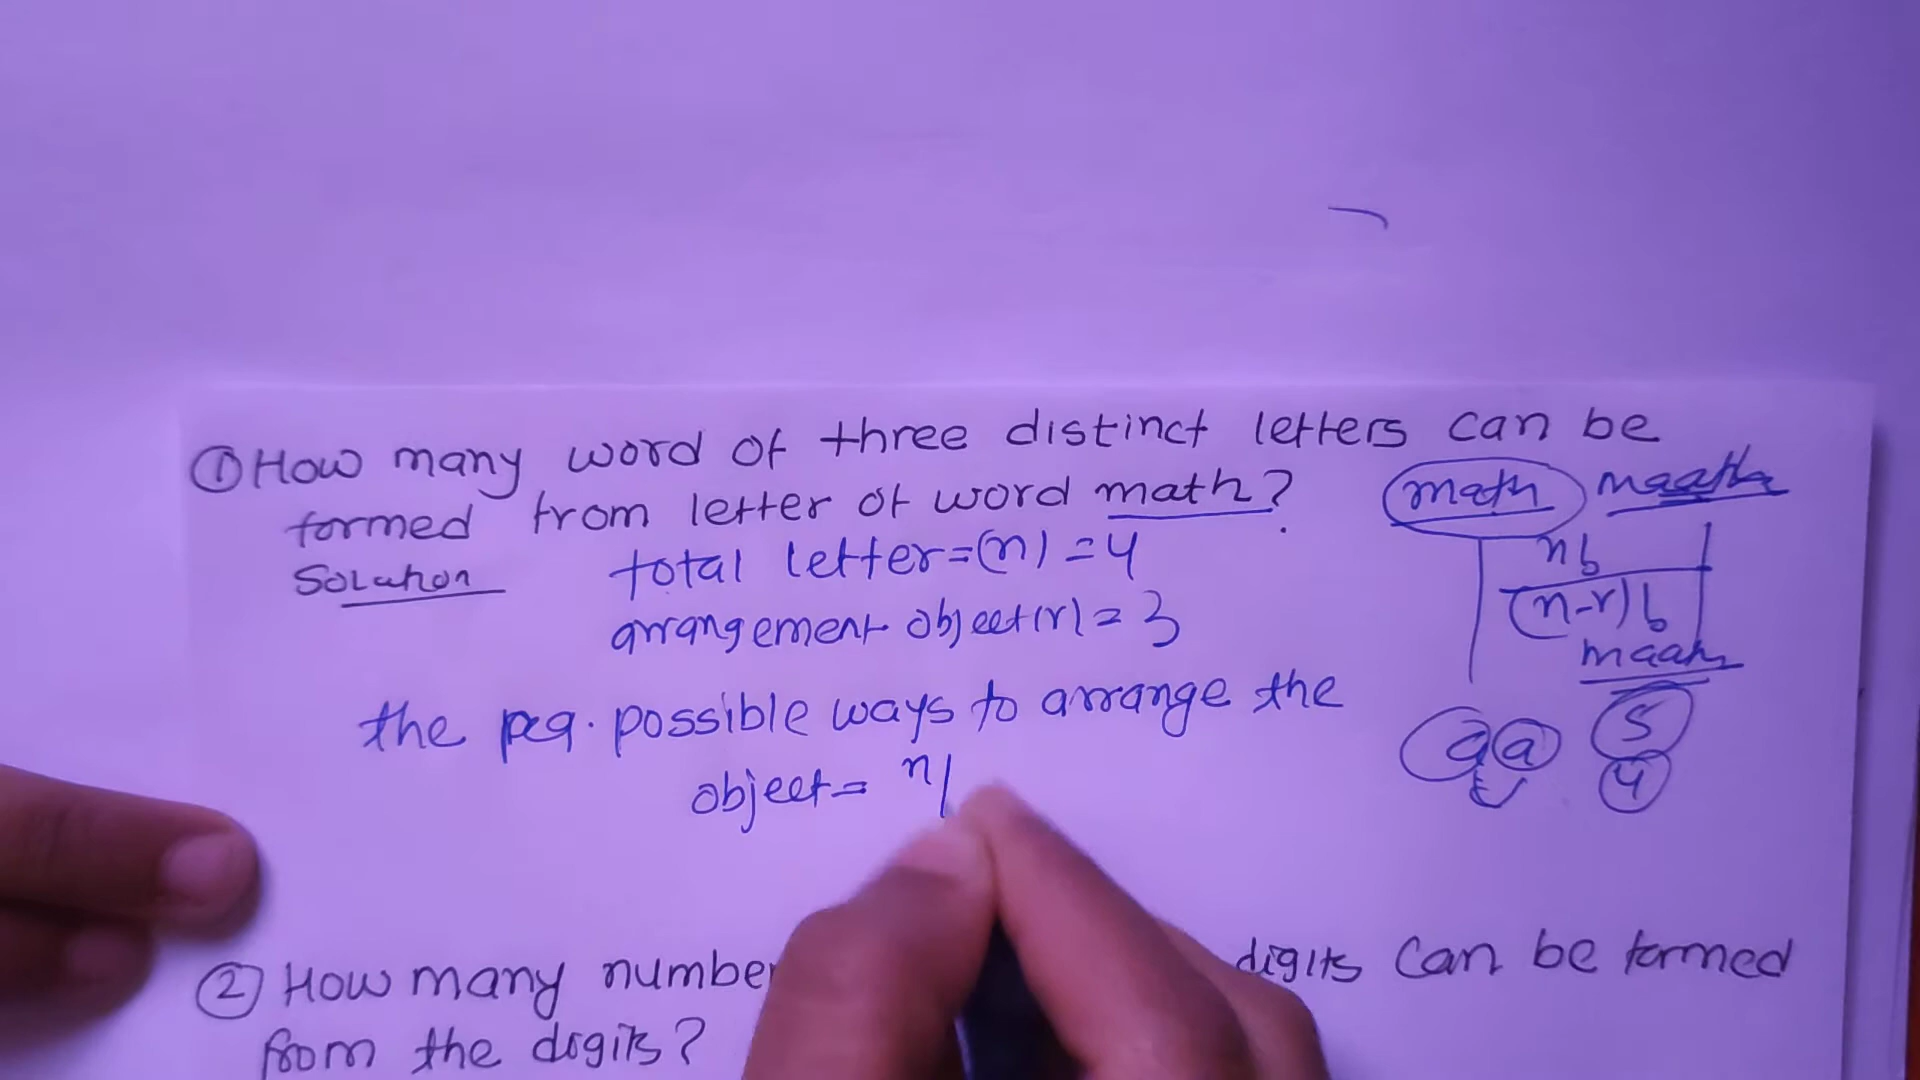 ① How many word of three distinct letters can be
formed from letter of word math?
Solution
total letter=(n) = 4
arrangement object(r) = 3
the possible ways to arrange the
object= n
math maath
n
(n-r)
maath
a a 5
4
② How many number digits can be formed
from the digits?